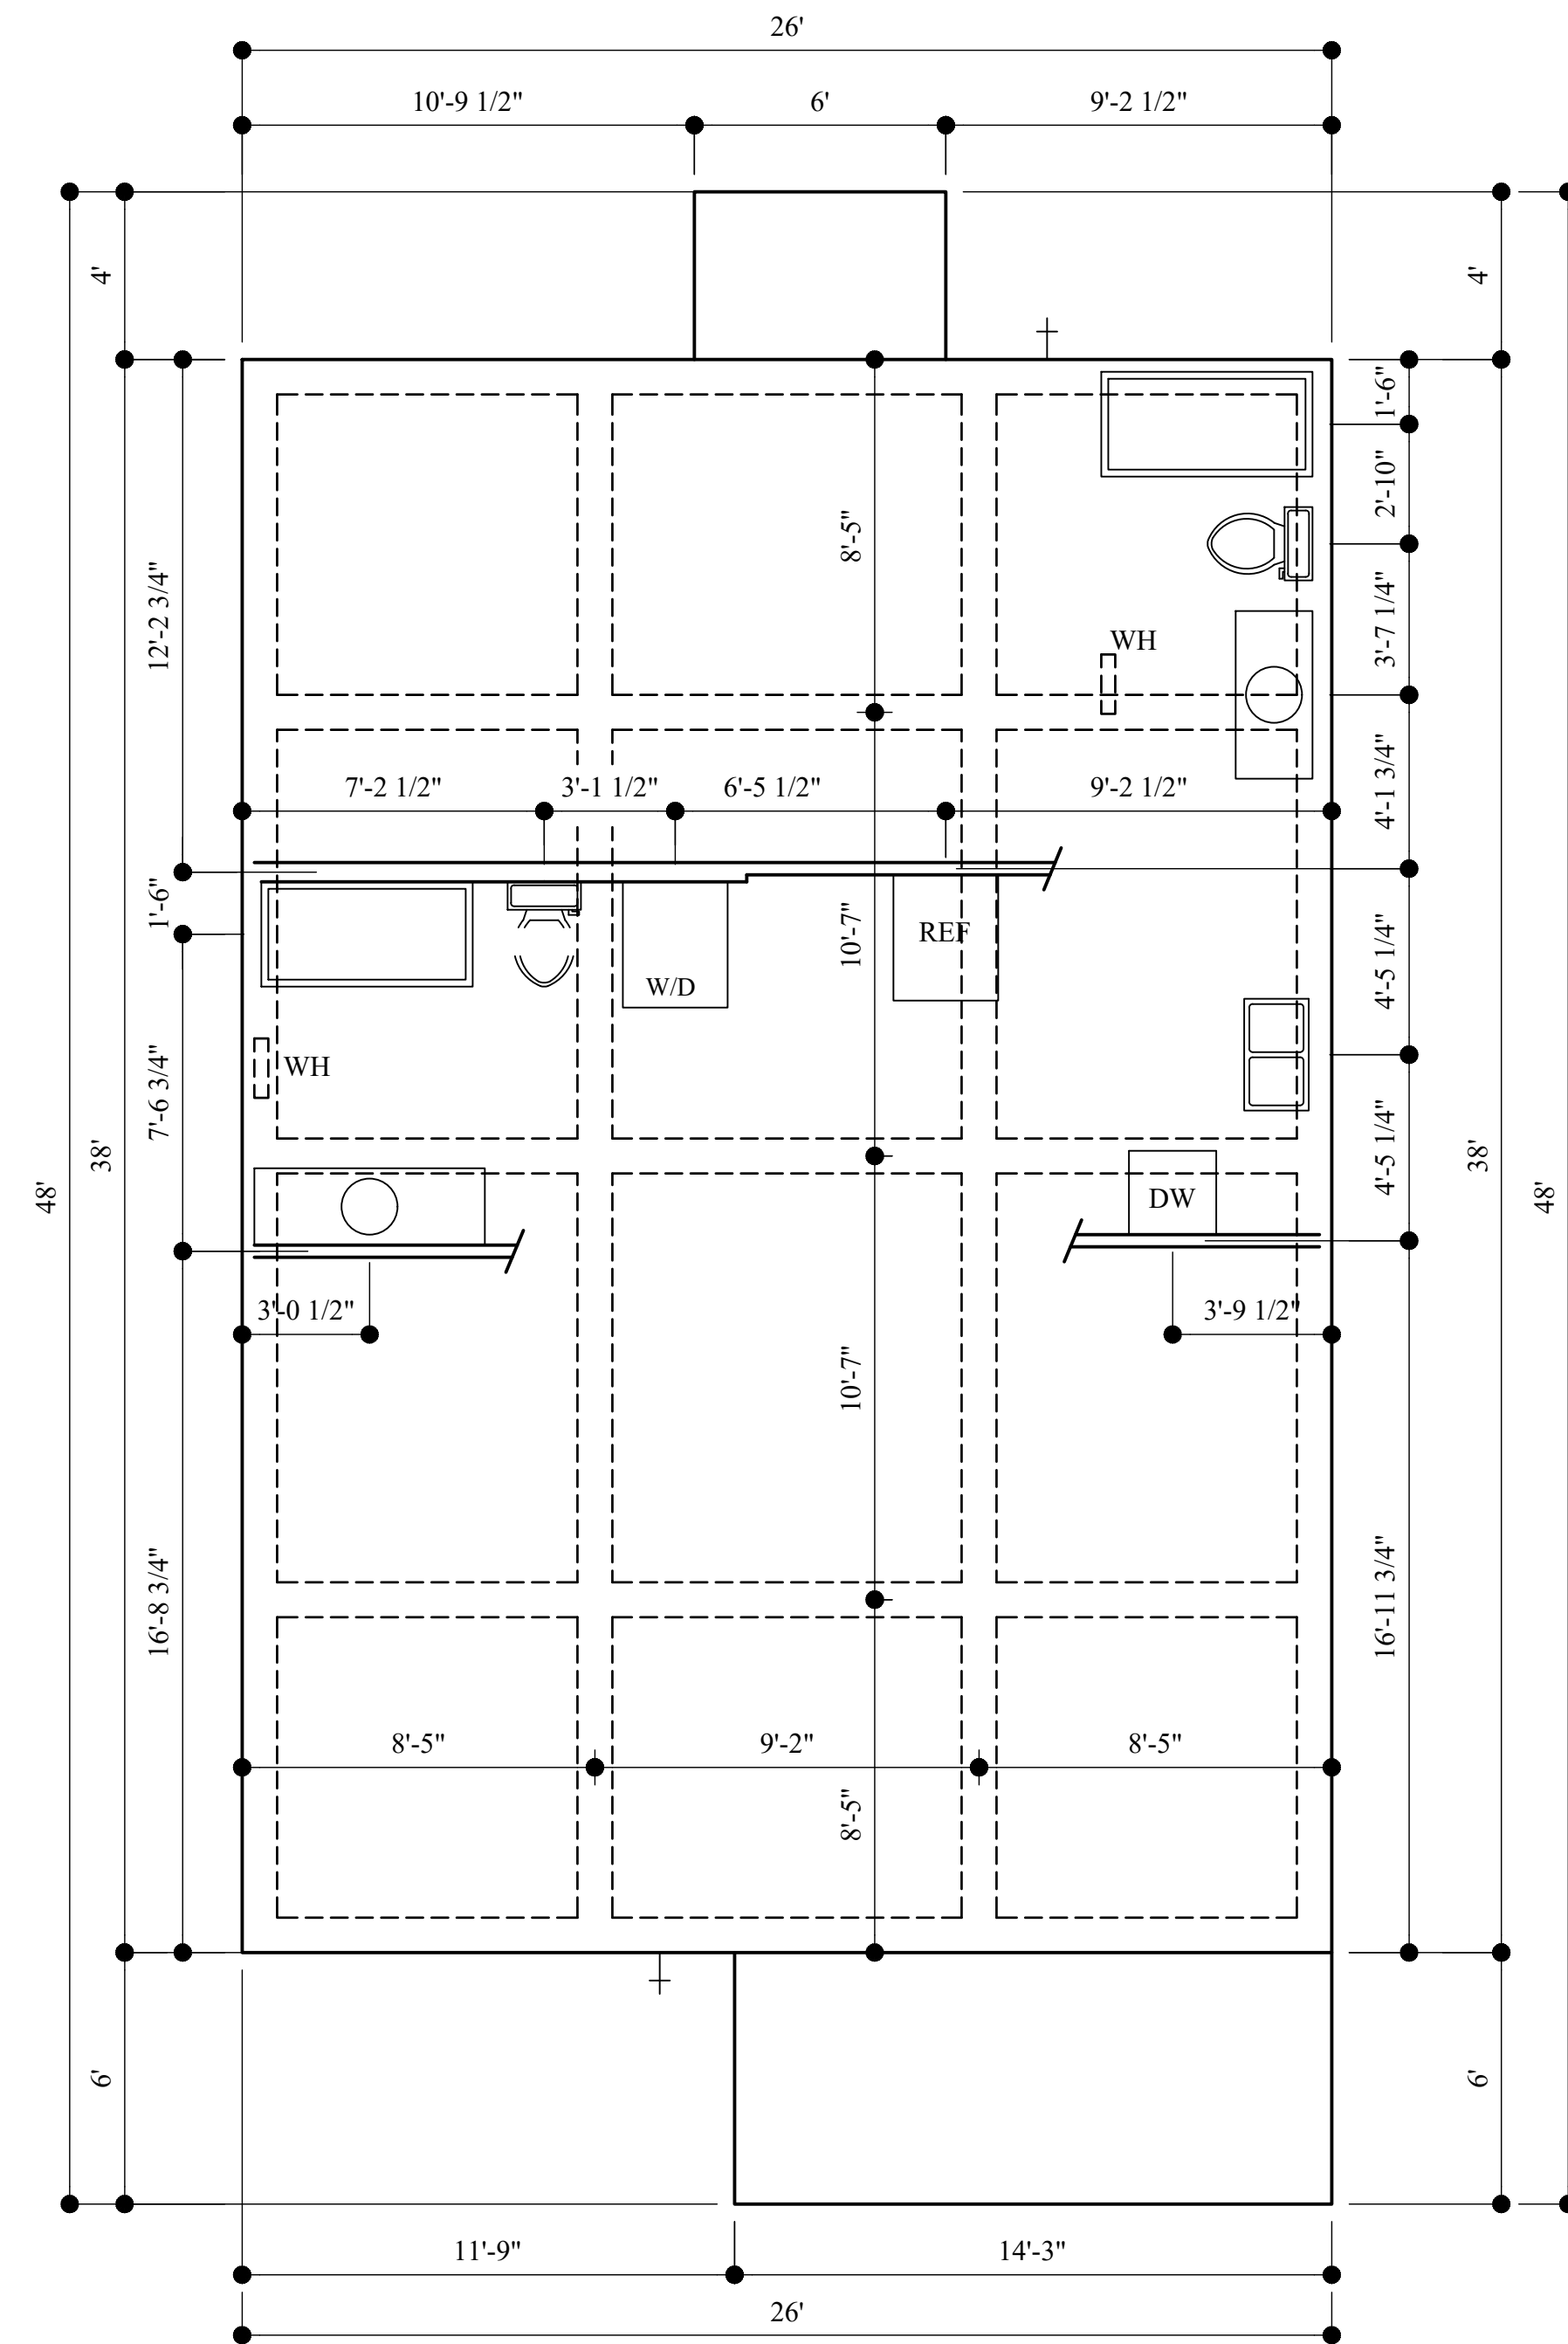 26'
10'-9 1/2" 6' 9'-2 1/2"
4'
4'
1'-6"
2'-10"
8'-5"
12'-2 3/4"
3'-7 1/4"
WH
7'-2 1/2" 3'-1 1/2" 6'-5 1/2" 9'-2 1/2"
4'-1 3/4"
1'-6"
10'-7"
REF
4'-5 1/4"
W/D
WH
7'-6 3/4"
38'
48'
4'-5 1/4"
38'
48'
DW
3'-0 1/2" 3'-9 1/2"
10'-7"
16'-8 3/4"
16'-11 3/4"
8'-5" 9'-2" 8'-5"
8'-5"
6'
6'
11'-9" 14'-3"
26'